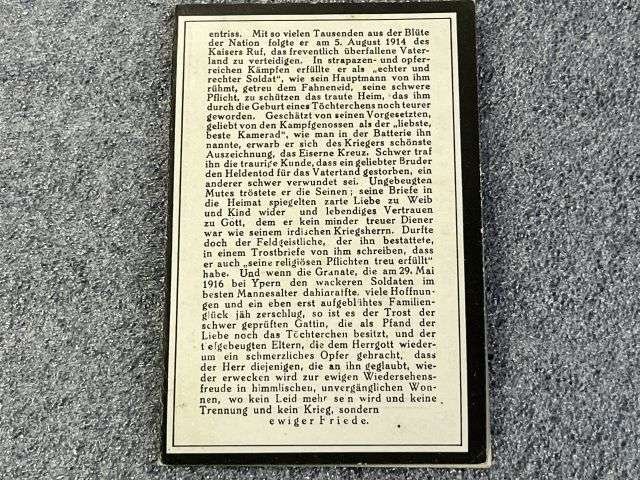 entriss. Mit so vielen Tausenden aus der Blüte
der Nation folgte er am 5. August 1914 des
Kaisers Ruf, das freventlich überfallene Vater-
land zu verteidigen. In strapazen- und opfer-
reichen Kämpfen erfüllte er als „echter und
rechter Soldat“, wie sein Hauptmann von ihm
rühmt, getreu dem Fahneneid, seine schwere
Pflicht, zu schützen das traute Heim, das ihm
durch die Geburt eines Töchterchens noch teurer
geworden. Geschätzt von seinen Vorgesetzten,
geliebt von den Kampfgenossen als der „liebste,
beste Kamerad“, wie man in der Batterie ihn
nannte, erwarb er sich des Kriegers schönste
Auszeichnung, das Eiserne Kreuz. Schwer traf
ihn die traurige Kunde, dass ein geliebter Bruder
den Heldentod für das Vaterland gestorben, ein
anderer schwer verwundet sei. Ungebeugten
Mutes tröstete er die Seinen; seine Briefe in
die Heimat spiegelten zarte Liebe zu Weib
und Kind wider und lebendiges Vertrauen
zu Gott, dem er kein minder treuer Diener
war wie seinem irdischen Kriegsherrn. Durfte
doch der Feldgeistliche, der ihn bestattete,
in einem Trostbriefe von ihm schreiben, dass
er auch „seine religiösen Pflichten treu erfüllt“
habe. Und wenn die Granate, die am 29. Mai
1916 bei Ypern den wackeren Soldaten im
besten Mannesalter dahinraffte, viele Hoffnun-
gen und ein eben erst aufgeblühtes Familien-
glück jäh zerschlug, so ist es der Trost der
schwer geprüften Gattin, die als Pfand der
Liebe noch das Töchterchen besitzt, und der
tiefgebeugten Eltern, die dem Herrgott wieder-
um ein schmerzliches Opfer gebracht, dass
der Herr diejenigen, die an ihn geglaubt, wie-
der erwecken wird zur ewigen Wiedersehens-
freude in himmlischen, unvergänglichen Won-
nen, wo kein Leid mehr sein wird und keine
Trennung und kein Krieg, sondern
ewiger Friede.